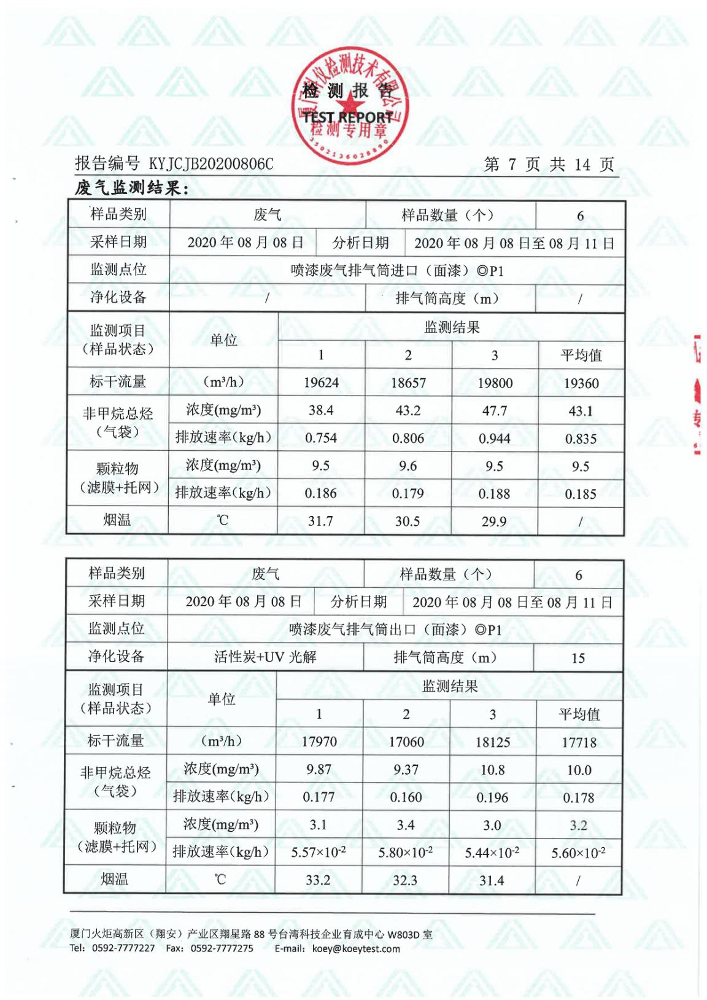 厦门科仪检测技术有限公司
检测报告
TEST REPORT
检测专用章
3502136028890
报告编号 KYJCJB20200806C 第 7 页 共 14 页
废气监测结果：
样品类别 废气 样品数量（个） 6
采样日期 2020 年 08 月 08 日 分析日期 2020 年 08 月 08 日至 08 月 11 日
监测点位 喷漆废气排气筒进口（面漆）◎P1
净化设备 / 排气筒高度（m） /
监测项目（样品状态） 单位 监测结果
1 2 3 平均值
标干流量 （m³/h） 19624 18657 19800 19360
非甲烷总烃（气袋） 浓度(mg/m³) 38.4 43.2 47.7 43.1
排放速率(kg/h) 0.754 0.806 0.944 0.835
颗粒物（滤膜+托网） 浓度(mg/m³) 9.5 9.6 9.5 9.5
排放速率(kg/h) 0.186 0.179 0.188 0.185
烟温 ℃ 31.7 30.5 29.9 /
样品类别 废气 样品数量（个） 6
采样日期 2020 年 08 月 08 日 分析日期 2020 年 08 月 08 日至 08 月 11 日
监测点位 喷漆废气排气筒出口（面漆）◎P1
净化设备 活性炭+UV 光解 排气筒高度（m） 15
监测项目（样品状态） 单位 监测结果
1 2 3 平均值
标干流量 （m³/h） 17970 17060 18125 17718
非甲烷总烃（气袋） 浓度(mg/m³) 9.87 9.37 10.8 10.0
排放速率(kg/h) 0.177 0.160 0.196 0.178
颗粒物（滤膜+托网） 浓度(mg/m³) 3.1 3.4 3.0 3.2
排放速率(kg/h) 5.57×10⁻² 5.80×10⁻² 5.44×10⁻² 5.60×10⁻²
烟温 ℃ 33.2 32.3 31.4 /
厦门火炬高新区（翔安）产业区翔星路 88 号台湾科技企业育成中心 W803D 室
Tel：0592-7777227 Fax：0592-7777275 E-mail：koey@koeytest.com